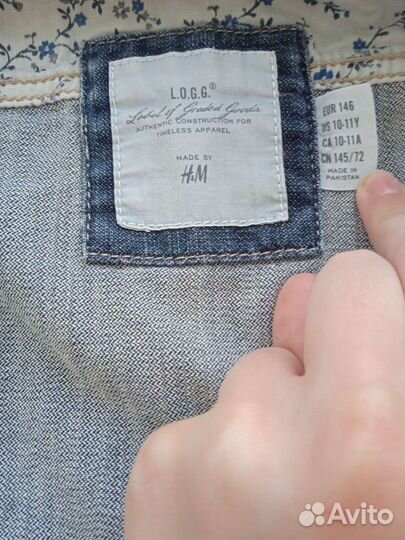 L.O.G.G.®
Label of Graded Goods
AUTHENTIC CONSTRUCTION FOR
TIMELESS APPAREL
MADE BY
H&M
EUR 146
US 10-11Y
CA 10-11A
CN 145/72
MADE IN
PAKISTAN
Avito